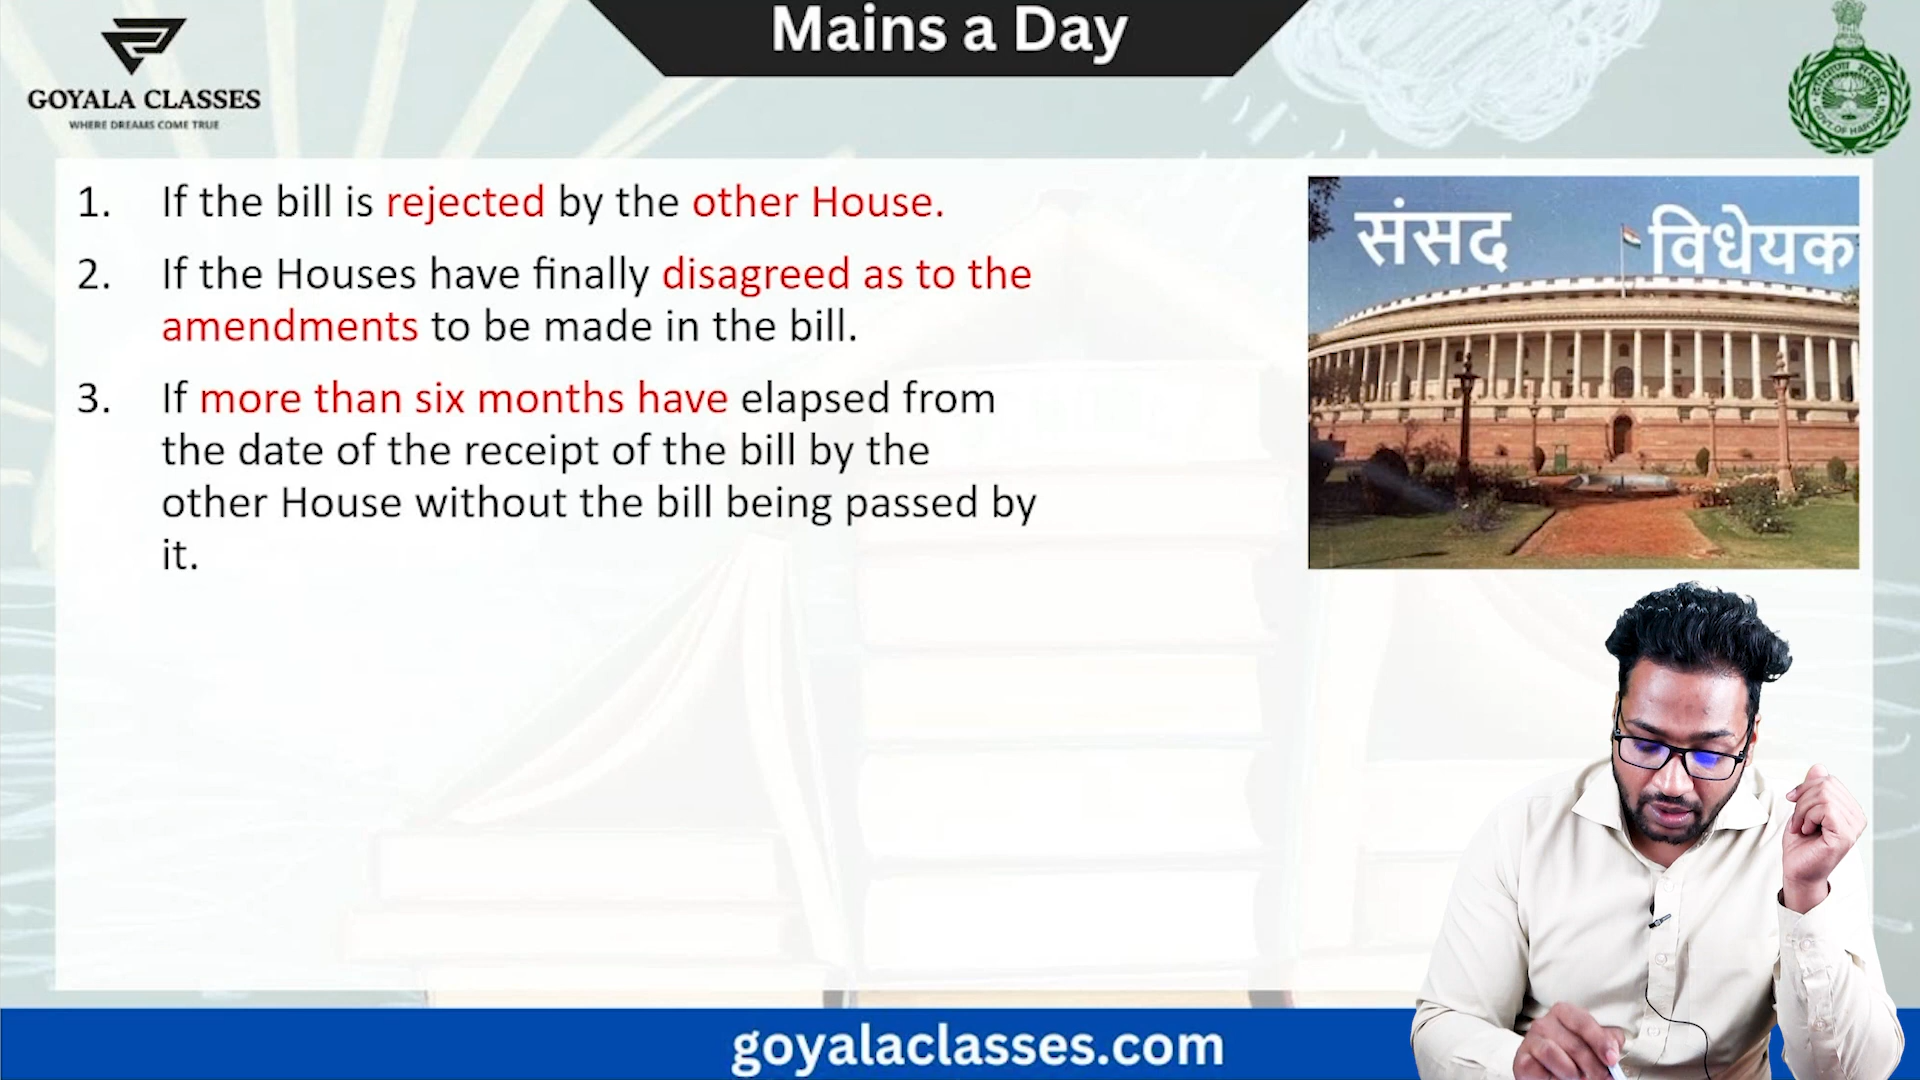 Mains a Day
GOYALA CLASSES
WHERE DREAMS COME TRUE
1. If the bill is rejected by the other House.
2. If the Houses have finally disagreed as to the
amendments to be made in the bill.
3. If more than six months have elapsed from
the date of the receipt of the bill by the
other House without the bill being passed by
it.
संसद विधेयक
goyalaclasses.com